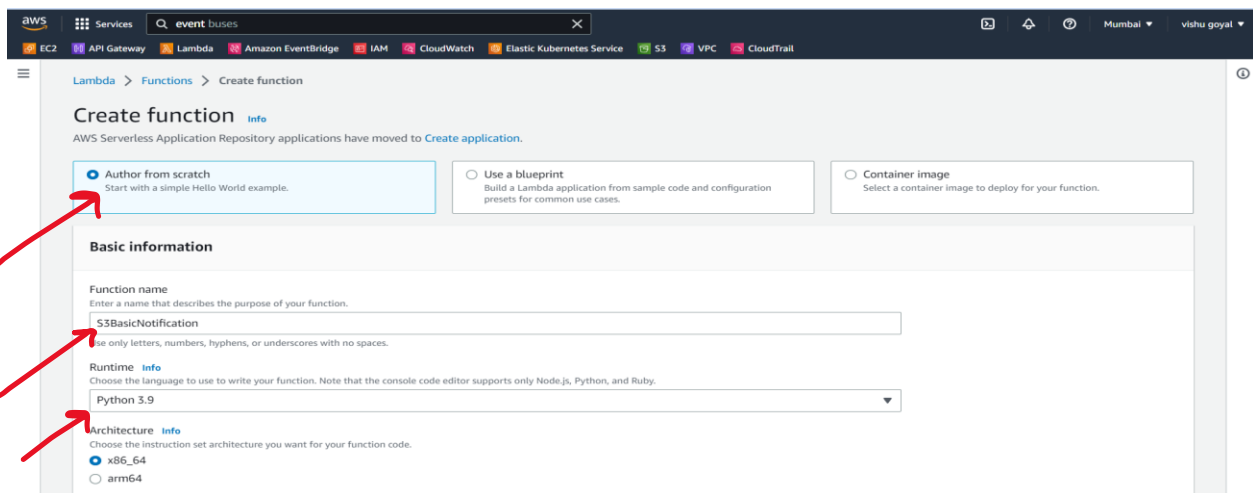 aws
Services
event buses
Mumbai
vishu goyal
EC2
API Gateway
Lambda
Amazon EventBridge
IAM
CloudWatch
Elastic Kubernetes Service
S3
VPC
CloudTrail
Lambda > Functions > Create function
Create function Info
AWS Serverless Application Repository applications have moved to Create application.
Author from scratch
Start with a simple Hello World example.
Use a blueprint
Build a Lambda application from sample code and configuration
presets for common use cases.
Container image
Select a container image to deploy for your function.
Basic information
Function name
Enter a name that describes the purpose of your function.
S3BasicNotification
Use only letters, numbers, hyphens, or underscores with no spaces.
Runtime Info
Choose the language to use to write your function. Note that the console code editor supports only Node.js, Python, and Ruby.
Python 3.9
Architecture Info
Choose the instruction set architecture you want for your function code.
x86_64
arm64